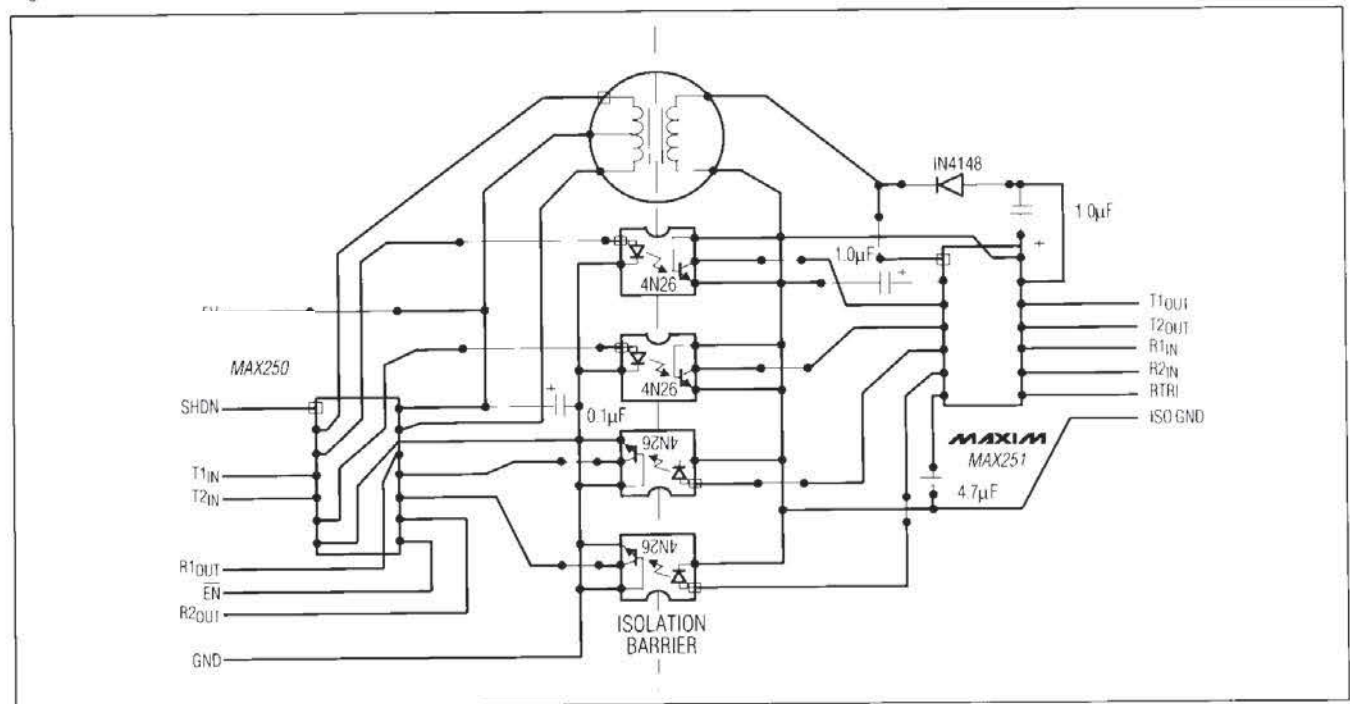 IN4148
1.0µF
1.0µF
4N26
T1OUT
T2OUT
R1IN
R2IN
RTRI
ISO GND
MAX250
4N26
SHDN
0.1µF
4N26
MAXIM
MAX251
4.7µF
T1IN
T2IN
4N26
R1OUT
EN
R2OUT
ISOLATION
BARRIER
GND